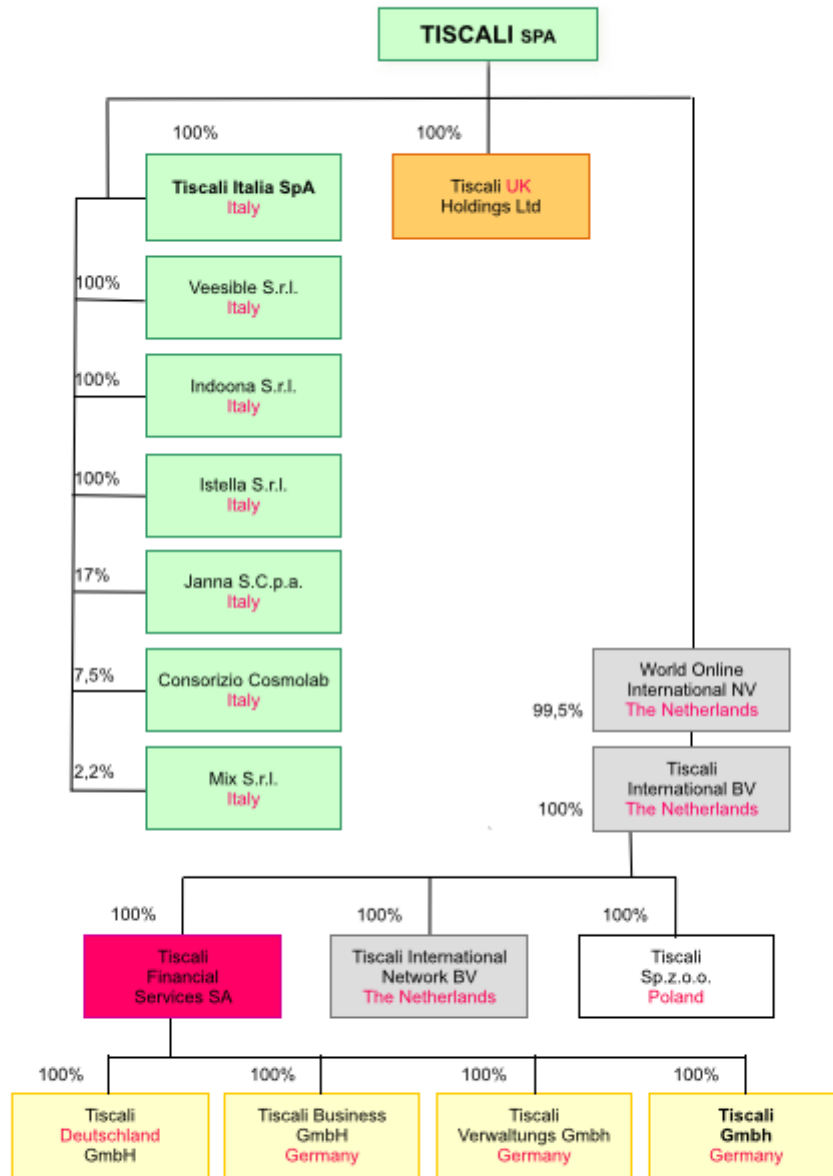 TISCALI SPA
100%
Tiscali Italia SpA
Italy
100%
Tiscali UK
Holdings Ltd
100%
Veesible S.r.l.
Italy
100%
Indoona S.r.l.
Italy
100%
Istella S.r.l.
Italy
17%
Janna S.C.p.a.
Italy
7,5%
Consorizio Cosmolab
Italy
2,2%
Mix S.r.l.
Italy
World Online
International NV
The Netherlands
99,5%
Tiscali
International BV
The Netherlands
100%
100%
Tiscali
Financial
Services SA
100%
Tiscali International
Network BV
The Netherlands
100%
Tiscali
Sp.z.o.o.
Poland
100%
Tiscali
Deutschland
GmbH
100%
Tiscali Business
GmbH
Germany
100%
Tiscali
Verwaltungs Gmbh
Germany
100%
Tiscali
Gmbh
Germany